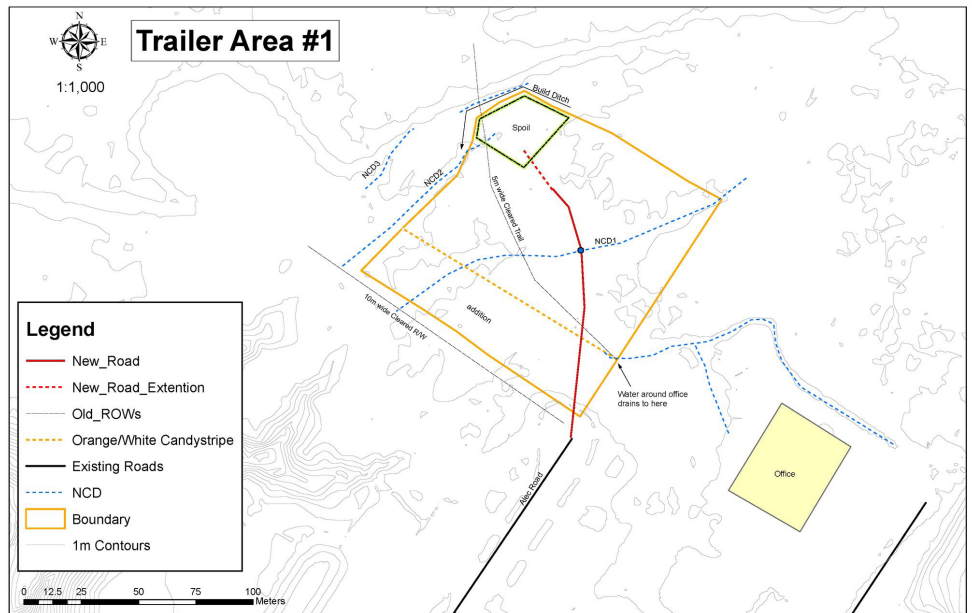 N
W E
S
1:1,000
Trailer Area #1
Build Ditch
Spoil
NCD3
NCD2
5m wide Cleared Trail
NCD1
addition
10m wide Cleared R/W
Water around office
drains to here
Office
Alec Road
Legend
New_Road
New_Road_Extention
Old_ROWs
Orange/White Candystripe
Existing Roads
NCD
Boundary
1m Contours
0 12.5 25 50 75 100
Meters